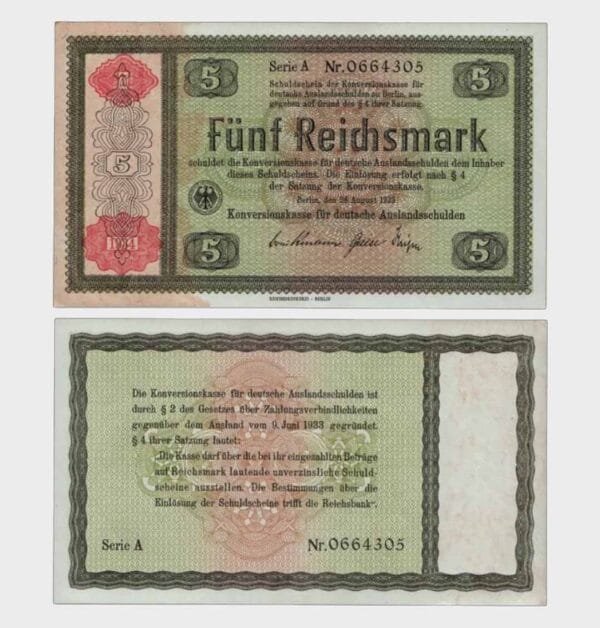 5
Serie A Nr.0664305
5
Schuldschein der Konversionskasse für
deutsche Auslandsschulden zu Berlin, aus-
gegeben auf Grund des § 4 ihrer Satzung.
Fünf Reichsmark
5
schuldet die Konversionskasse für deutsche Auslandsschulden dem Inhaber
dieses Schuldscheins. Die Einlösung erfolgt nach § 4
der Satzung der Konversionskasse.
Berlin, den 28 August 1933
Konversionskasse für deutsche Auslandsschulden
1934
5
5
REICHSDRUCKEREI · BERLIN
Die Konversionskasse für deutsche Auslandsschulden ist
durch § 2 des Gesetzes über Zahlungsverbindlichkeiten
gegenüber dem Ausland vom 9. Juni 1933 gegründet.
§ 4 ihrer Satzung lautet:
„Die Kasse darf über die bei ihr eingezahlten Beträge
auf Reichsmark lautende unverzinsliche Schuld-
scheine ausstellen. Die Bestimmungen über die
Einlösung der Schuldscheine trifft die Reichsbank“.
Serie A Nr.0664305